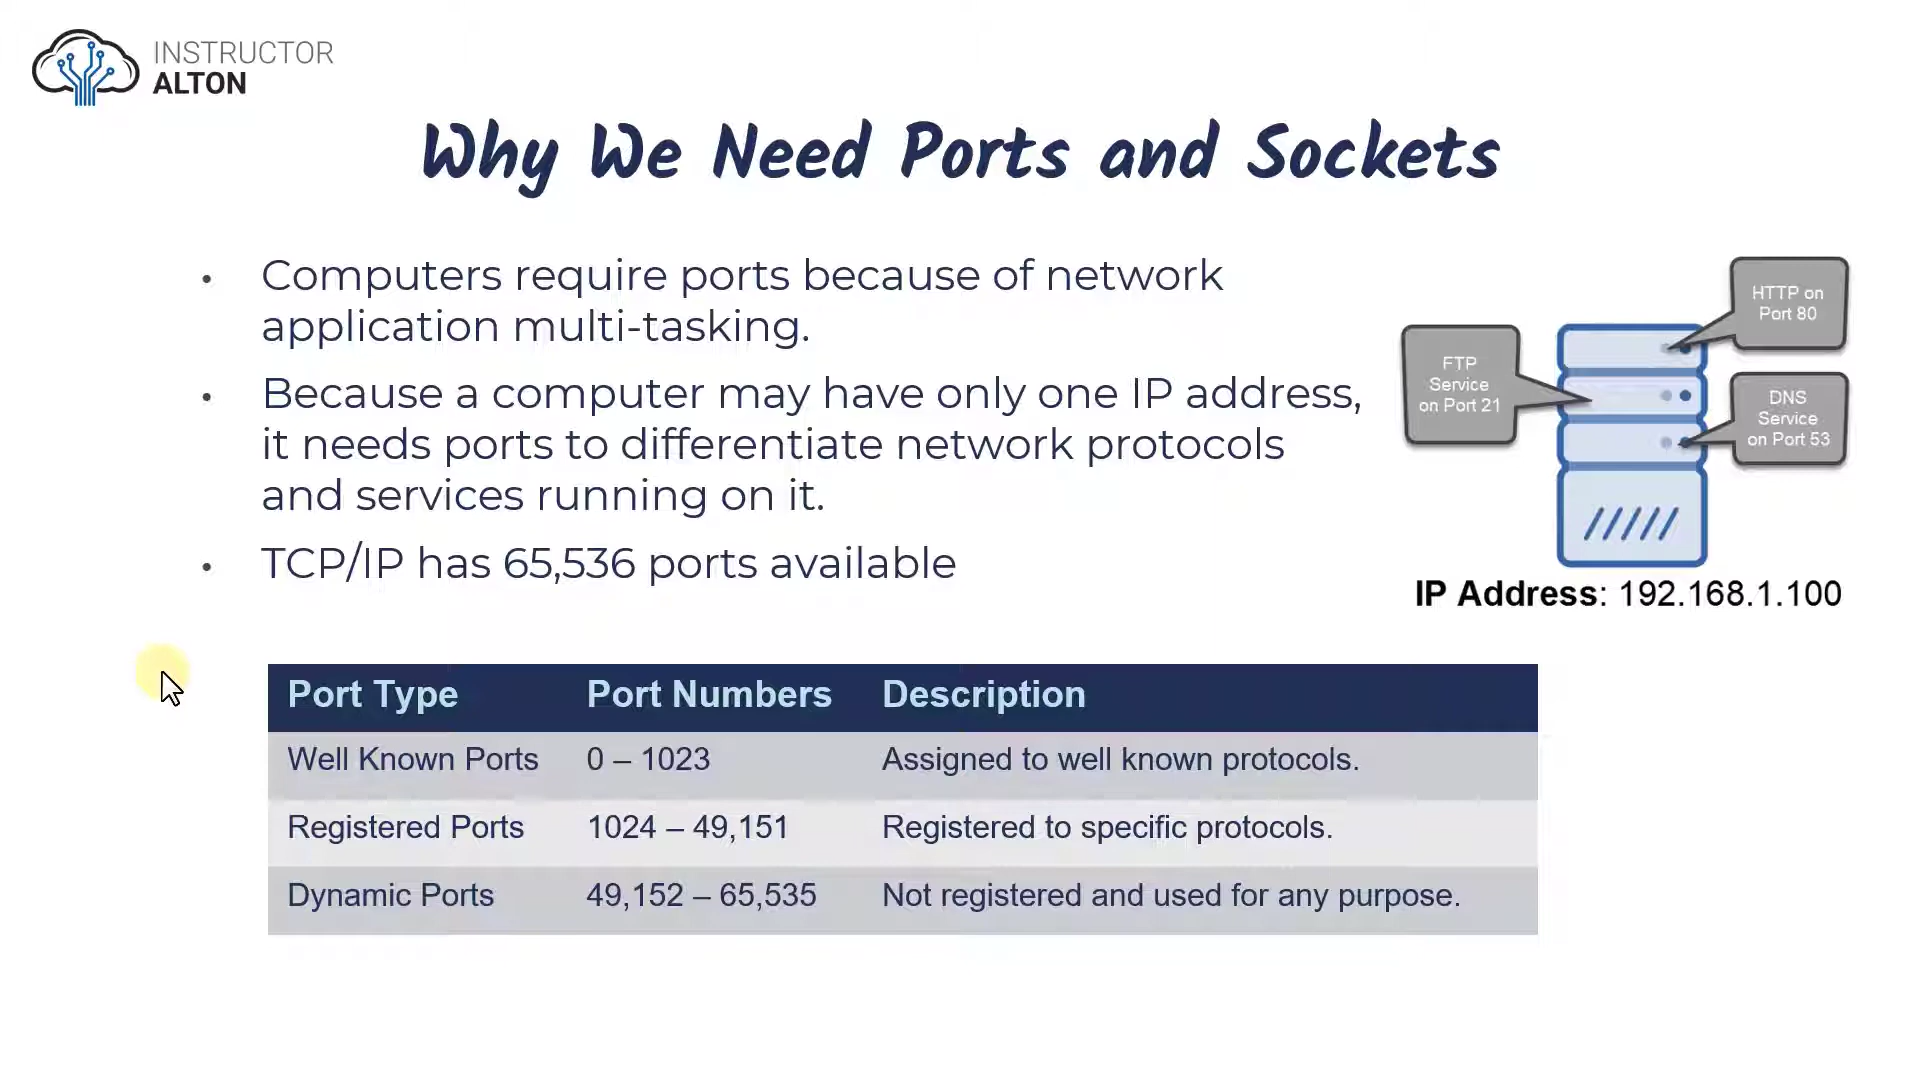 INSTRUCTOR
ALTON
Why We Need Ports and Sockets
• Computers require ports because of network
application multi-tasking.
• Because a computer may have only one IP address,
it needs ports to differentiate network protocols
and services running on it.
• TCP/IP has 65,536 ports available
HTTP on
Port 80
FTP
Service
on Port 21
DNS
Service
on Port 53
IP Address: 192.168.1.100
Port Type Port Numbers Description
Well Known Ports 0 – 1023 Assigned to well known protocols.
Registered Ports 1024 – 49,151 Registered to specific protocols.
Dynamic Ports 49,152 – 65,535 Not registered and used for any purpose.